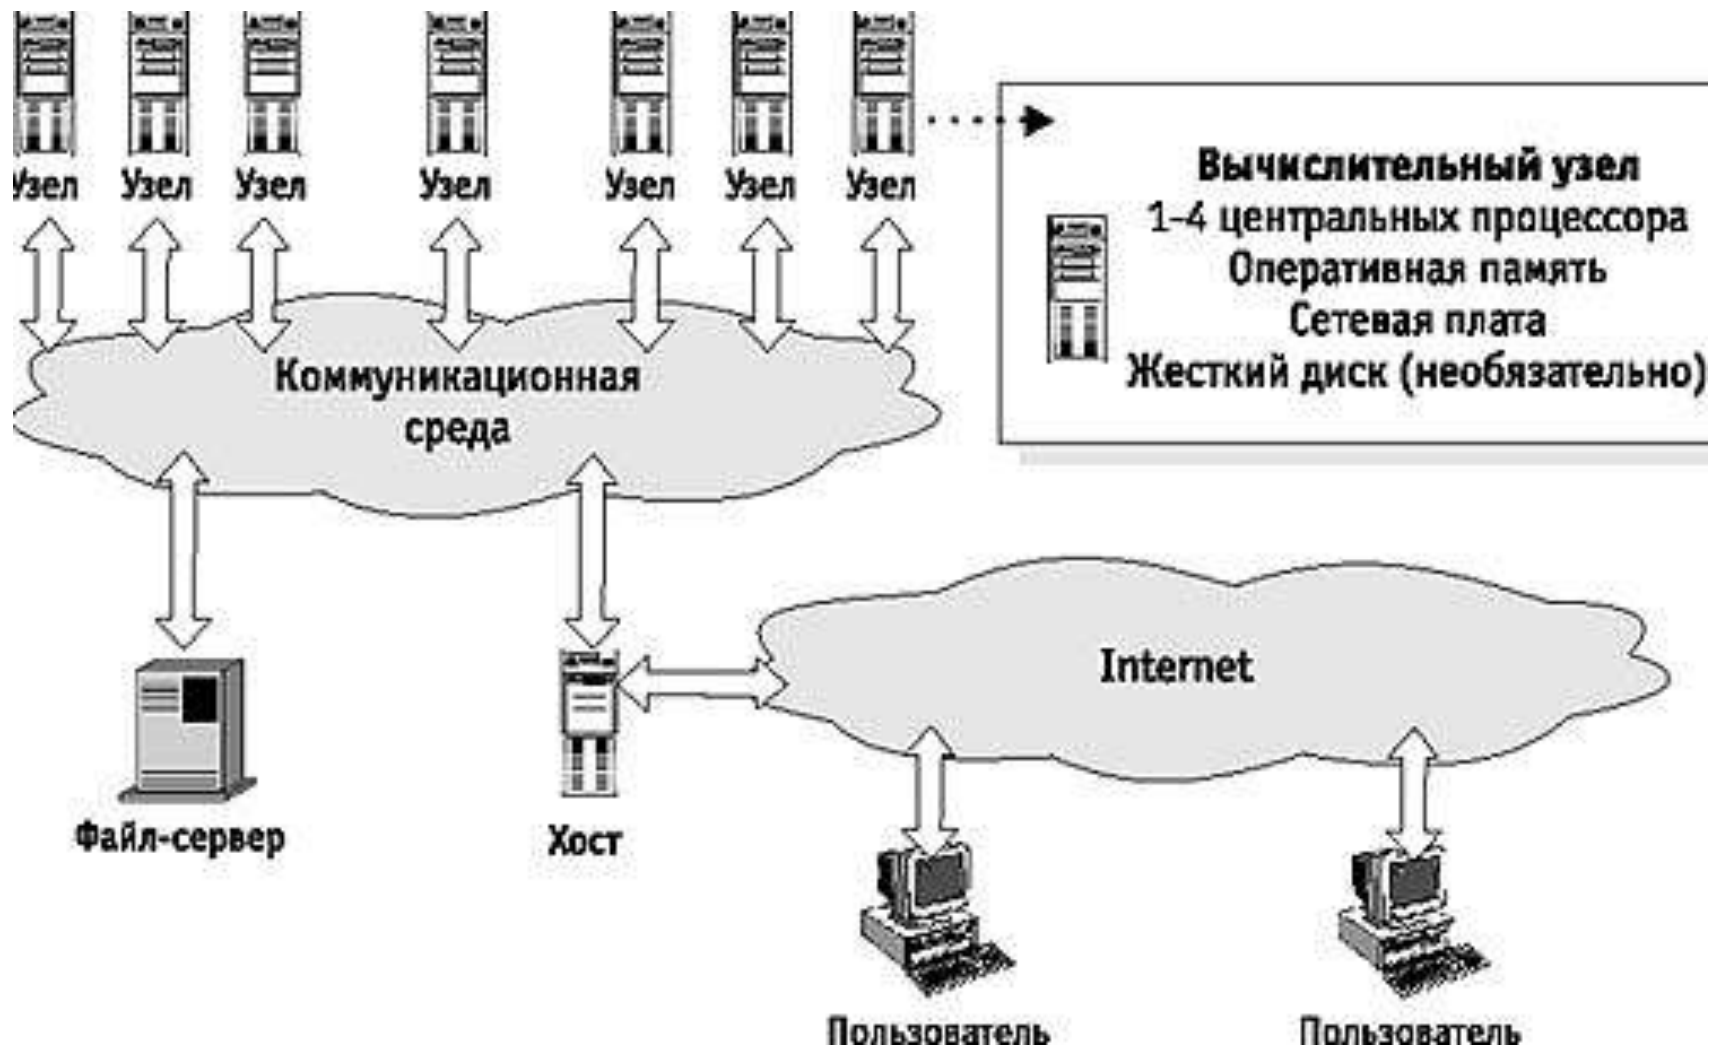 Узел Узел Узел Узел Узел Узел Узел
Вычислительный узел
1-4 центральных процессора
Оперативная память
Сетевая плата
Жесткий диск (необязательно)
Коммуникационная
среда
Internet
Файл-сервер
Хост
Пользователь Пользователь